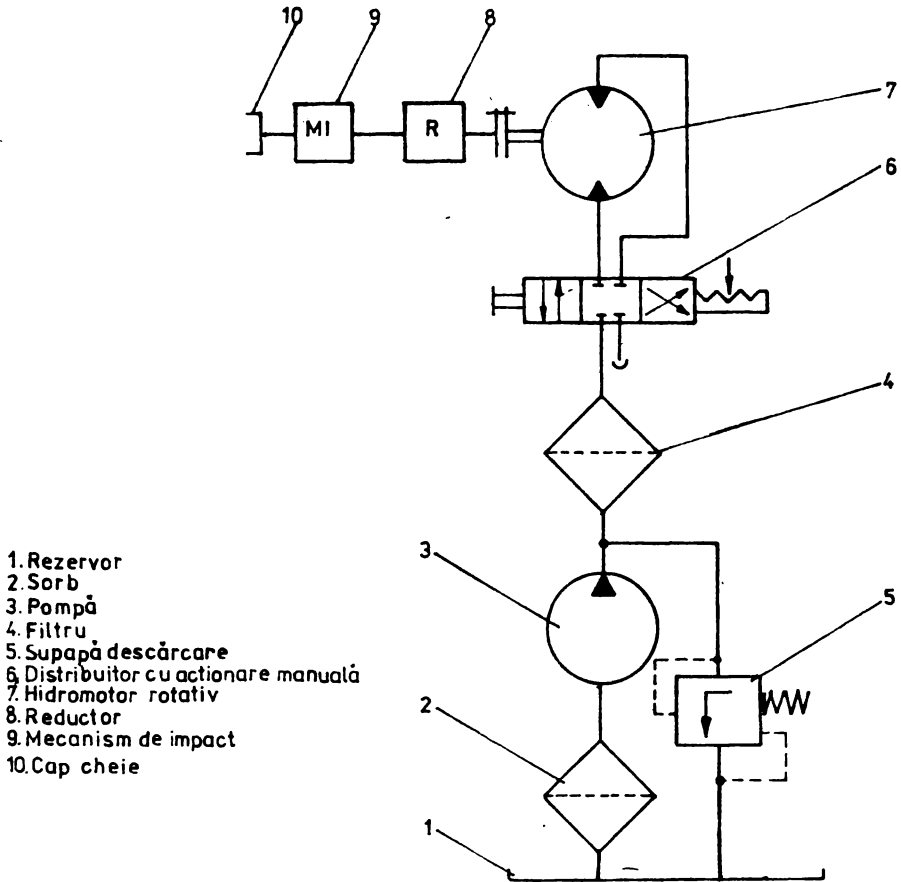 10
9
8
MI
R
7
6
4
3
5
2
1
1. Rezervor
2. Sorb
3. Pompă
4. Filtru
5. Supapă descărcare
6. Distribuitor cu actionare manuală
7. Hidromotor rotativ
8. Reductor
9. Mecanism de impact
10. Cap cheie